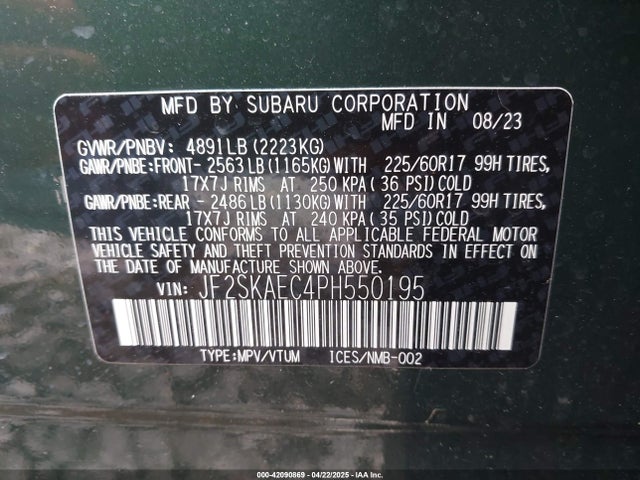 MFD BY SUBARU CORPORATION
MFD IN 08/23
GVWR/PNBV: 4891LB(2223KG)
GAWR/PNBE:FRONT- 2563LB(1165KG)WITH 225/60R17 99H TIRES,
17X7J RIMS AT 250 KPA( 36 PSI)COLD
GAWR/PNBE:REAR - 2486LB(1130KG)WITH 225/60R17 99H TIRES,
17X7J RIMS AT 240 KPA( 35 PSI)COLD
THIS VEHICLE CONFORMS TO ALL APPLICABLE FEDERAL MOTOR
VEHICLE SAFETY AND THEFT PREVENTION STANDARDS IN EFFECT
ON THE DATE OF MANUFACTURE SHOWN ABOVE.
VIN: JF2SKAEC4PH550195
TYPE:MPV/VTUM ICES/NMB-002
000-42090869 - 04/22/2025 - IAAI.COM